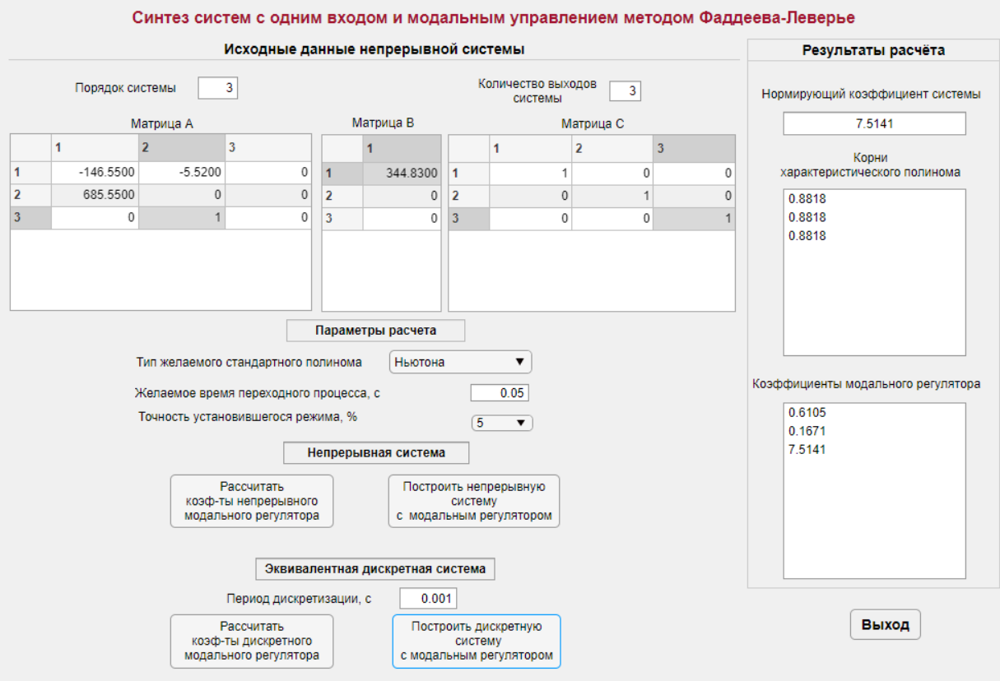 Синтез систем с одним входом и модальным управлением методом Фаддеева-Леверье
Исходные данные непрерывной системы
Порядок системы 3
Количество выходов
системы 3
Матрица A
1 2 3
1 -146.5500 -5.5200 0
2 685.5500 0 0
3 0 1 0
Матрица B
1
1 344.8300
2 0
3 0
Матрица C
1 2 3
1 1 0 0
2 0 1 0
3 0 0 1
Параметры расчета
Тип желаемого стандартного полинома Ньютона
Желаемое время переходного процесса, с 0.05
Точность установившегося режима, % 5
Непрерывная система
Рассчитать
коэф-ты непрерывного
модального регулятора
Построить непрерывную
систему
с модальным регулятором
Эквивалентная дискретная система
Период дискретизации, с 0.001
Рассчитать
коэф-ты дискретного
модального регулятора
Построить дискретную
систему
с модальным регулятором
Результаты расчёта
Нормирующий коэффициент системы
7.5141
Корни
характеристического полинома
0.8818
0.8818
0.8818
Коэффициенты модального регулятора
0.6105
0.1671
7.5141
Выход